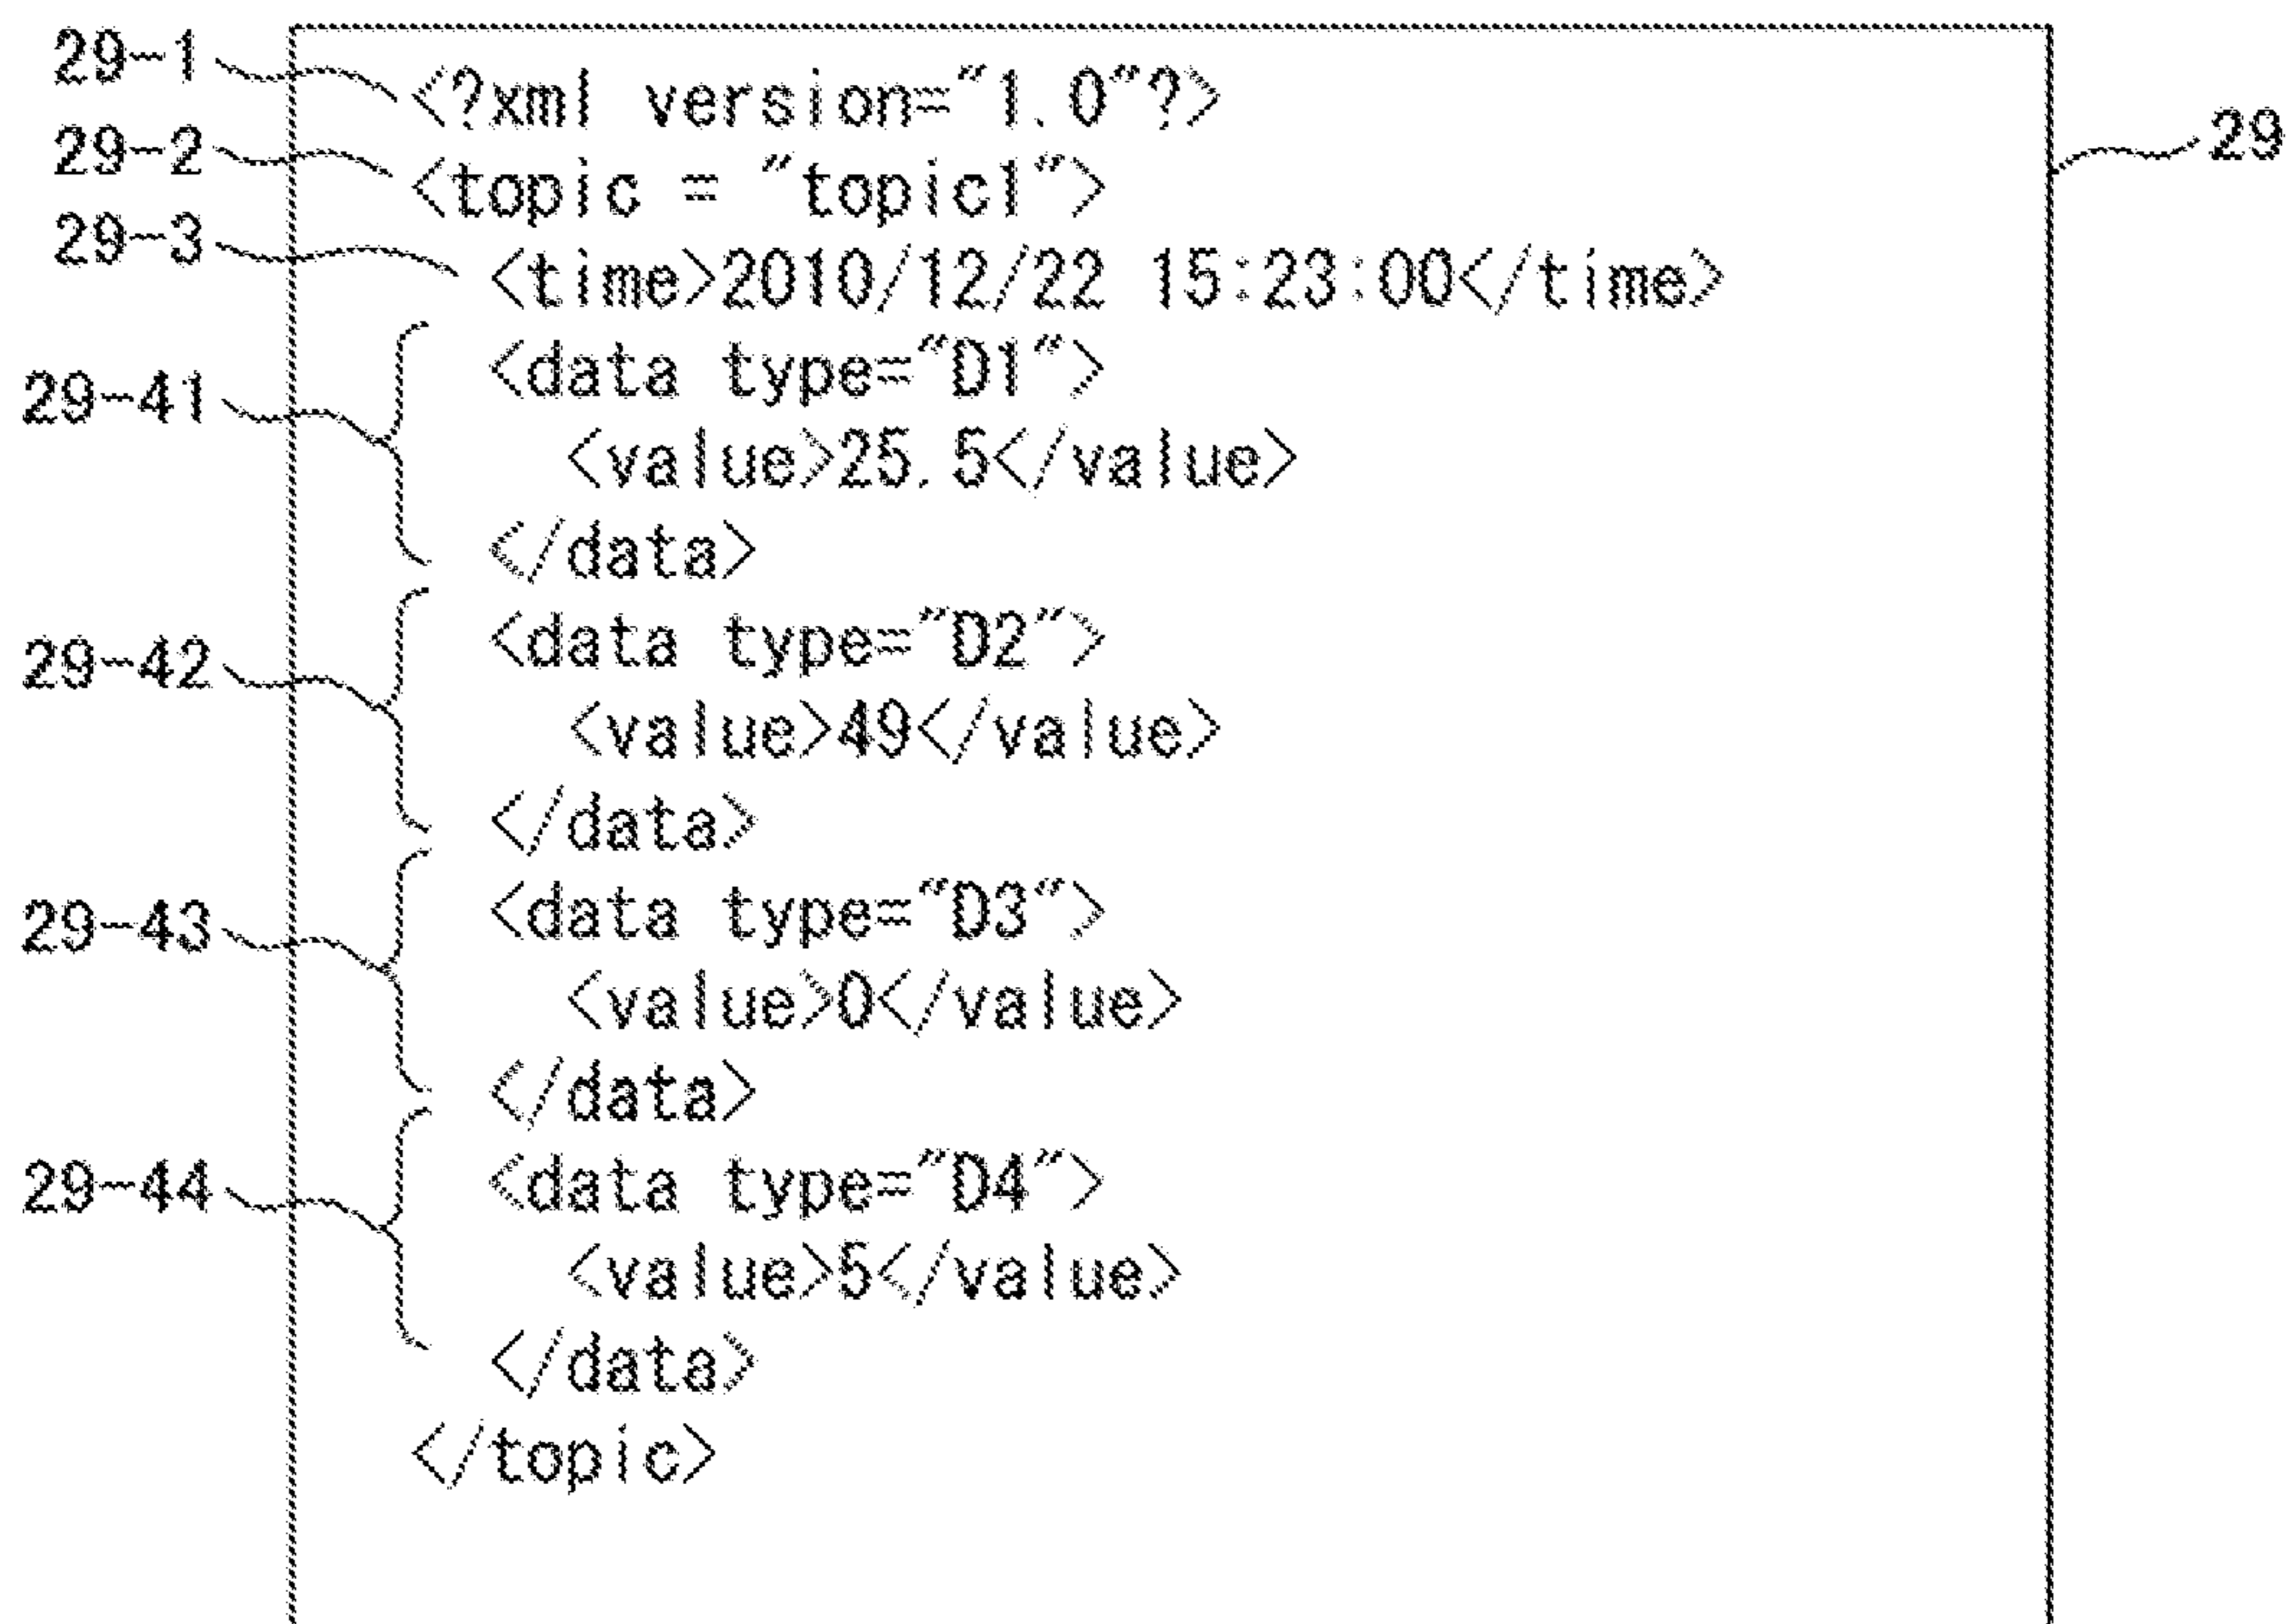 29-1 <?xml version="1.0"?>
29
29-2 <topic = "topic1">
29-3 <time>2010/12/22 15:23:00</time>
29-41 <data type="D1">
<value>25.5</value>
</data>
29-42 <data type="D2">
<value>49</value>
</data>
29-43 <data type="D3">
<value>0</value>
</data>
29-44 <data type="D4">
<value>5</value>
</data>
</topic>